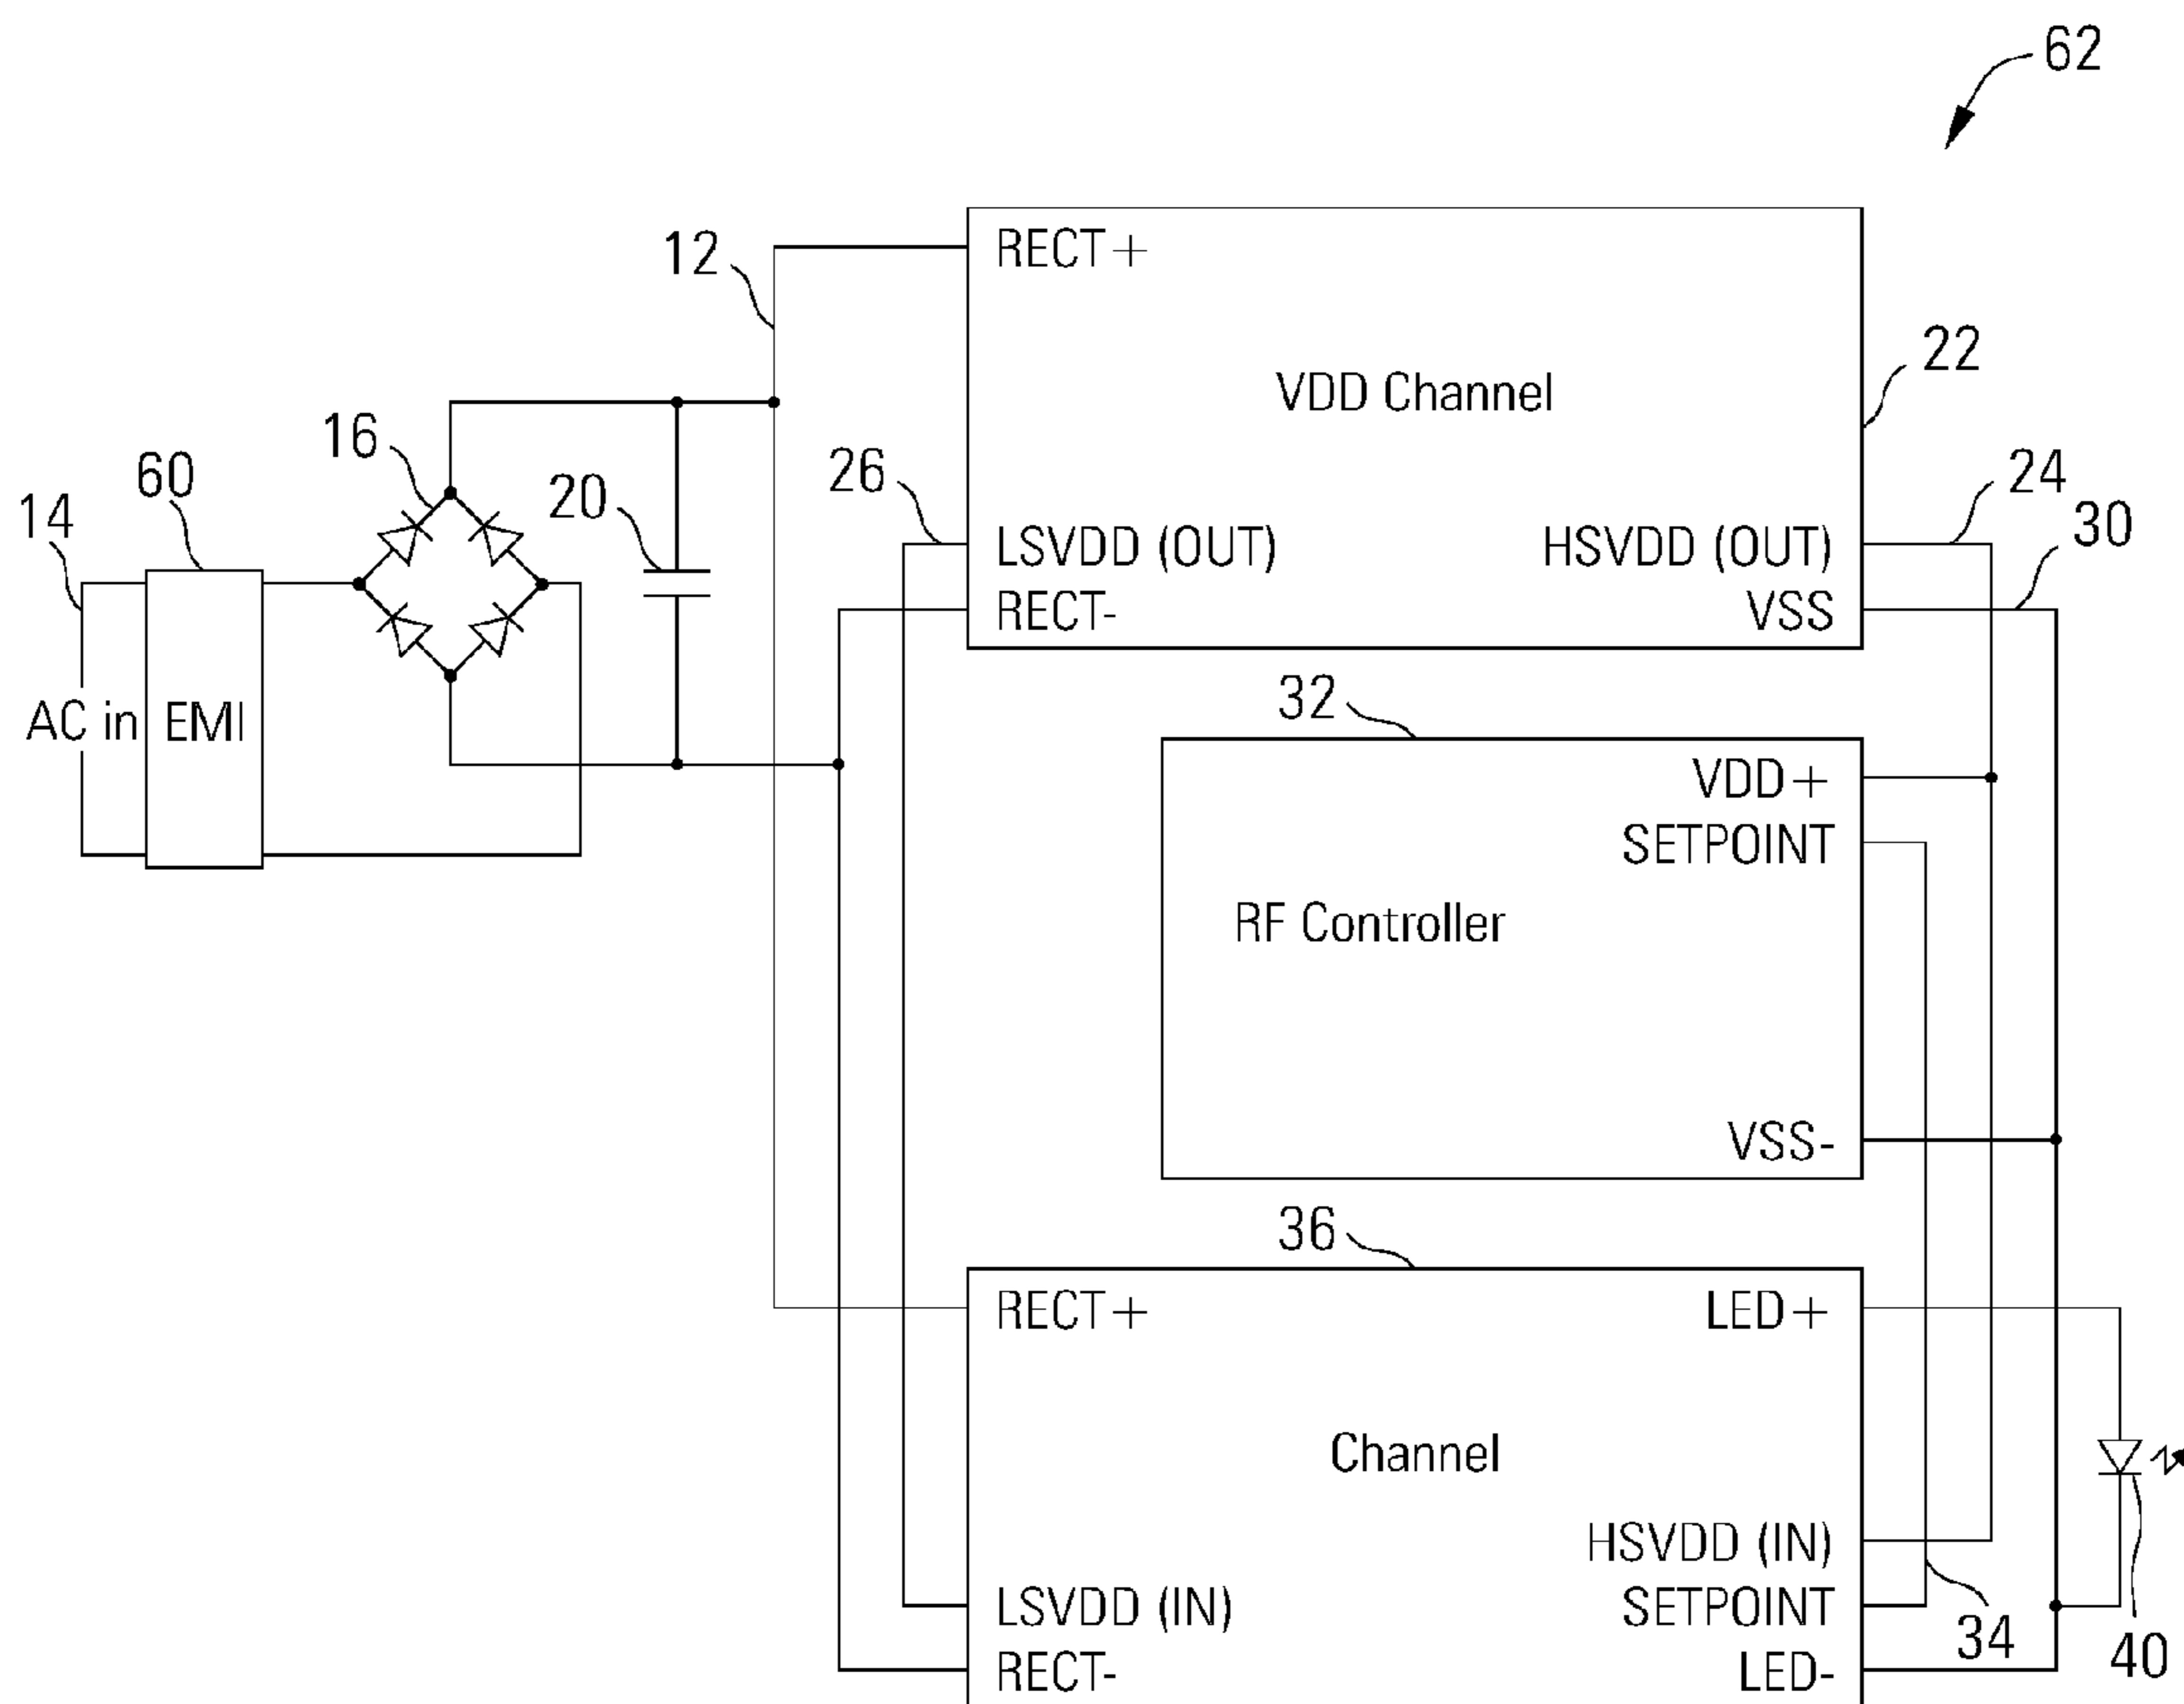 62
12
RECT+
VDD Channel
22
16
60
14
20
26
24
30
LSVDD (OUT)
HSVDD (OUT)
RECT-
VSS
AC in
EMI
32
VDD+
SETPOINT
RF Controller
VSS-
36
RECT+
LED+
Channel
HSVDD (IN)
LSVDD (IN)
SETPOINT
34
40
RECT-
LED-